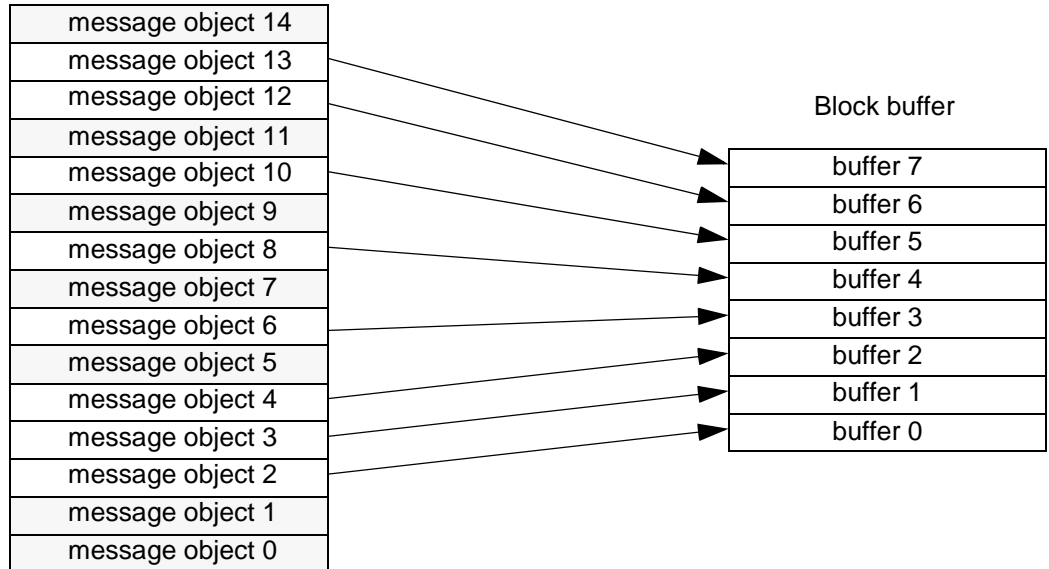 message object 14
message object 13
message object 12
message object 11
message object 10
message object 9
message object 8
message object 7
message object 6
message object 5
message object 4
message object 3
message object 2
message object 1
message object 0
Block buffer
buffer 7
buffer 6
buffer 5
buffer 4
buffer 3
buffer 2
buffer 1
buffer 0